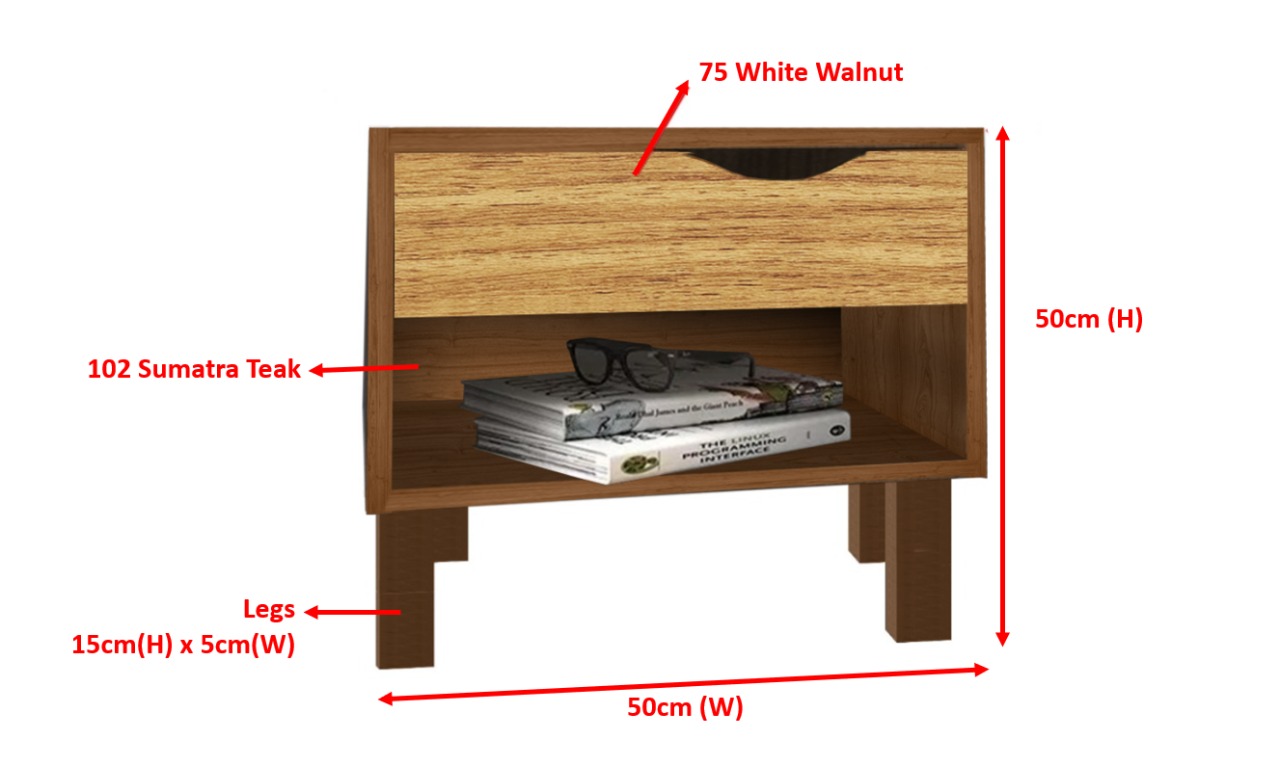 75 White Walnut
50cm (H)
102 Sumatra Teak
Dahl James and the Giant Peach
THE LINUX
PROGRAMMING
INTERFACE
Legs
15cm(H) x 5cm(W)
50cm (W)